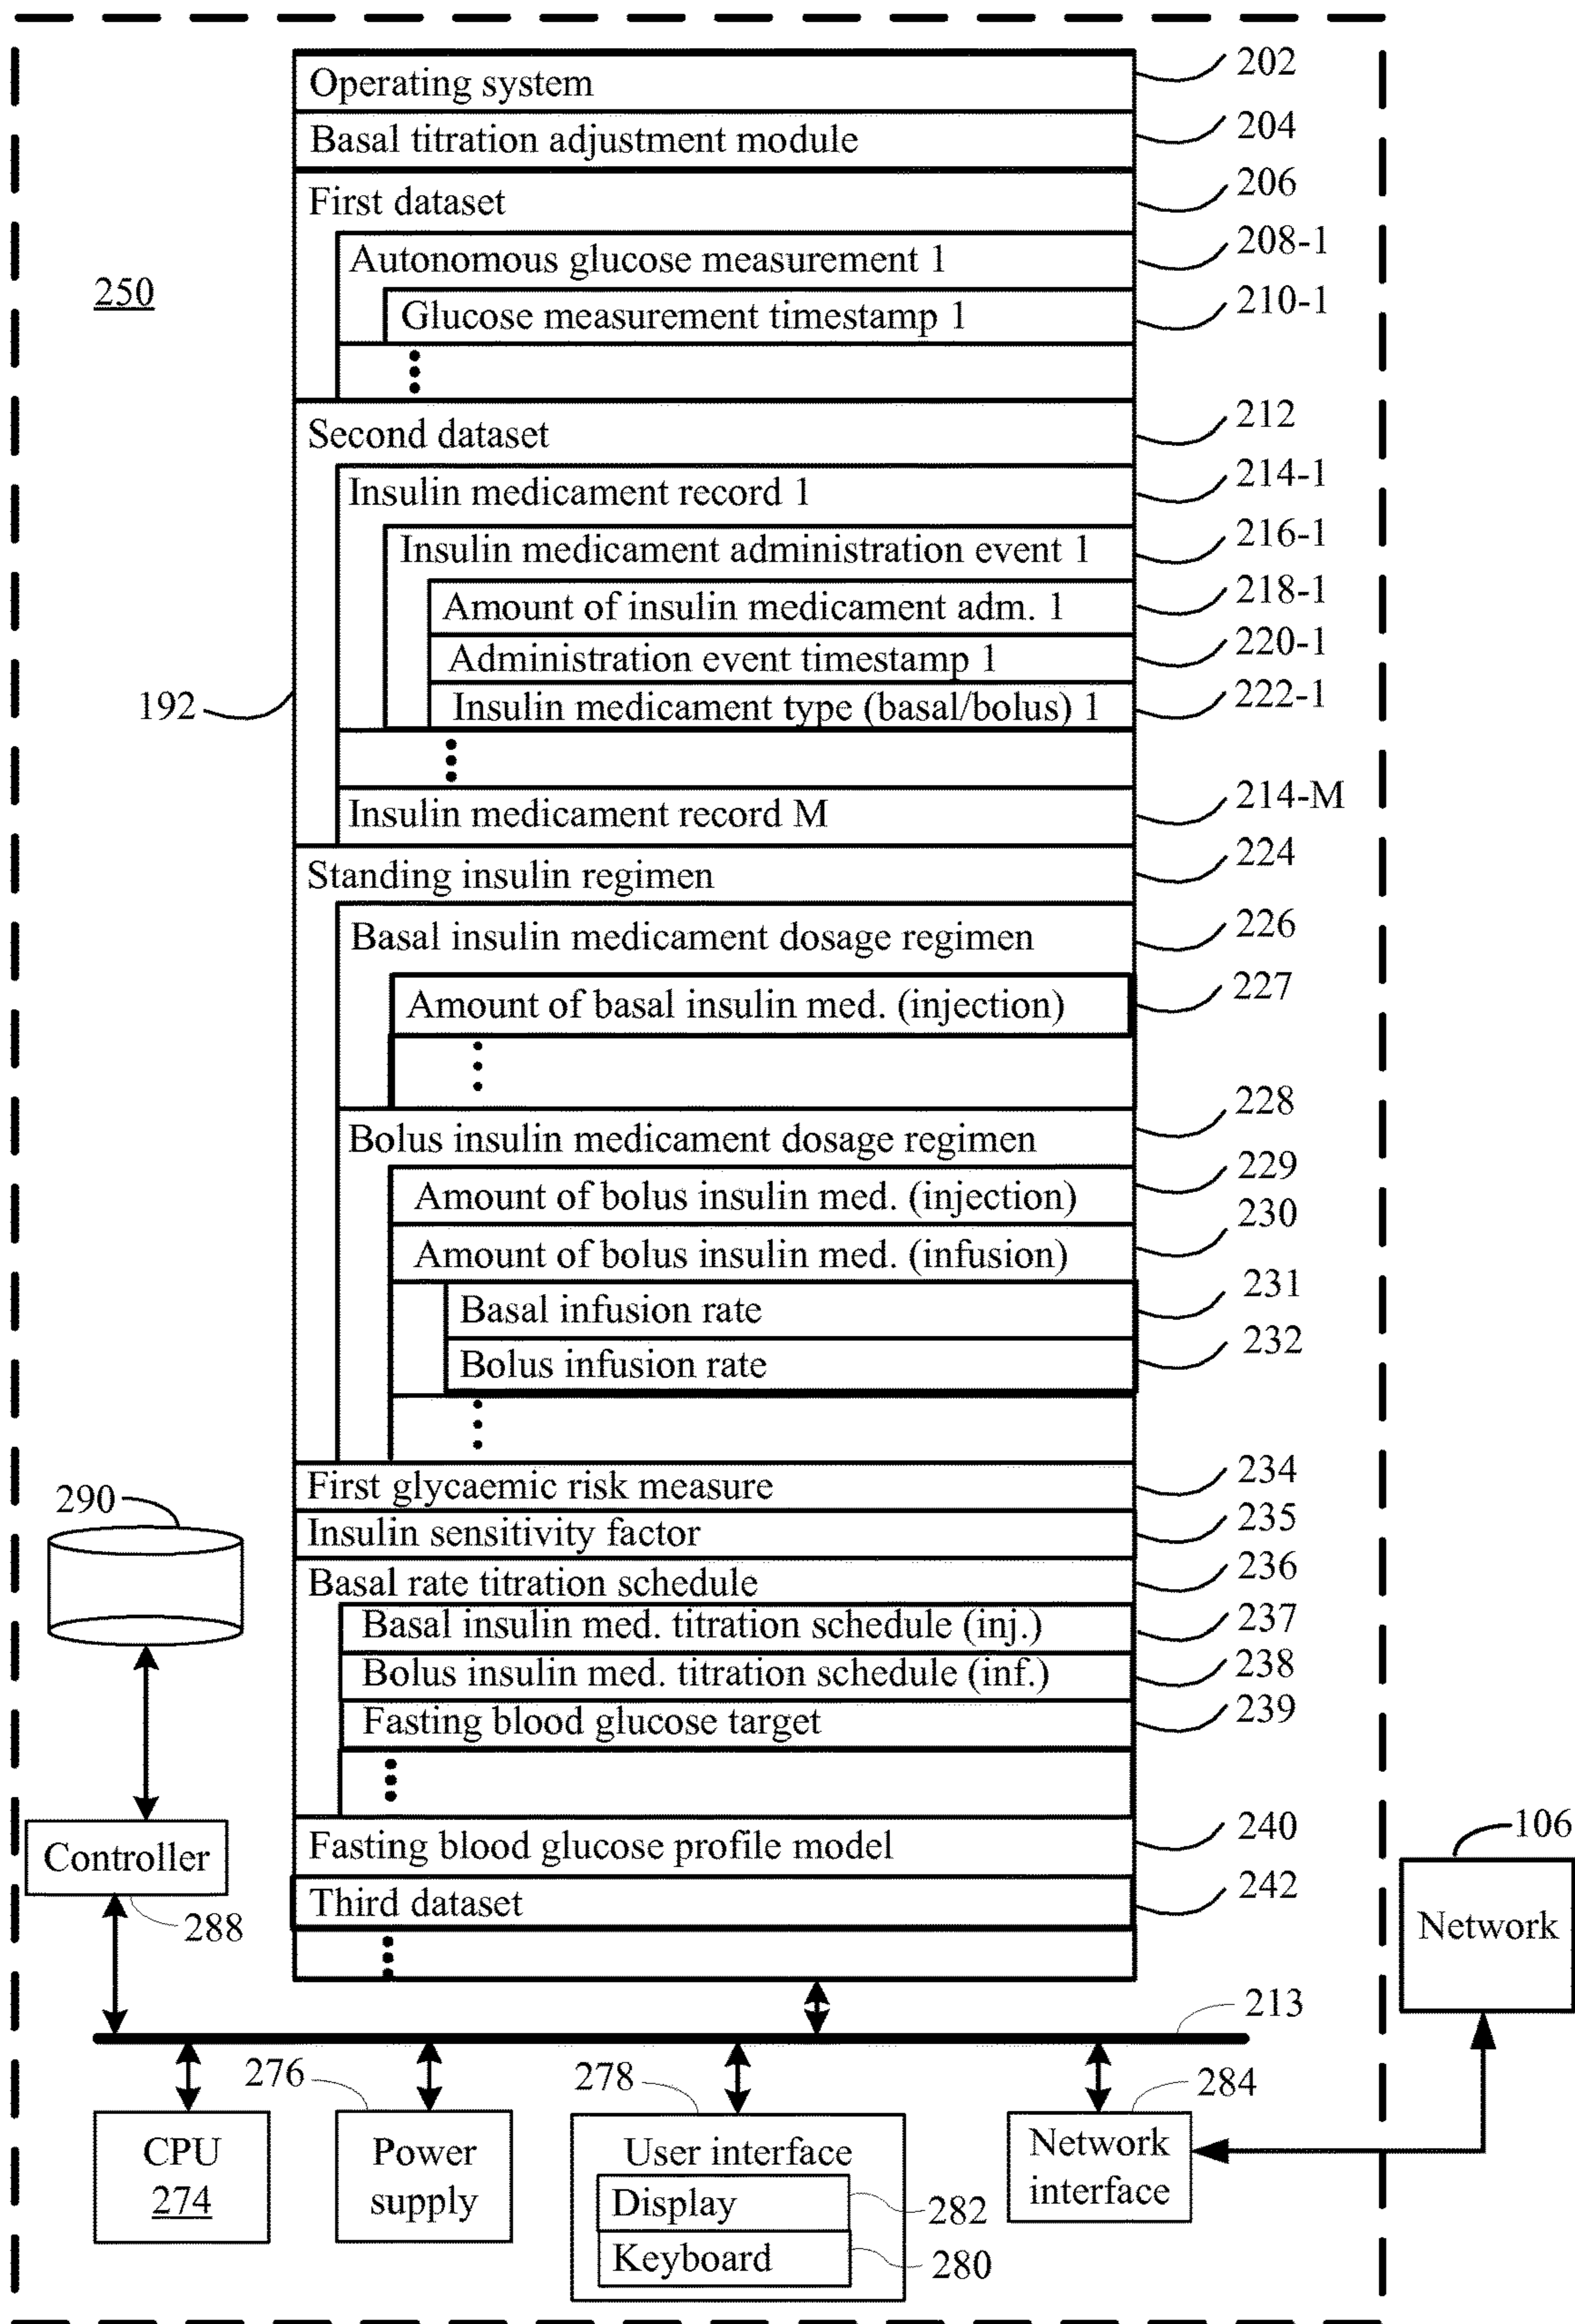 Operating system 202
Basal titration adjustment module 204
First dataset 206
Autonomous glucose measurement 1 208-1
250
Glucose measurement timestamp 1 210-1
Second dataset 212
Insulin medicament record 1 214-1
Insulin medicament administration event 1 216-1
Amount of insulin medicament adm. 1 218-1
Administration event timestamp 1 220-1
192
Insulin medicament type (basal/bolus) 1 222-1
Insulin medicament record M 214-M
Standing insulin regimen 224
Basal insulin medicament dosage regimen 226
Amount of basal insulin med. (injection) 227
Bolus insulin medicament dosage regimen 228
Amount of bolus insulin med. (injection) 229
Amount of bolus insulin med. (infusion) 230
Basal infusion rate 231
Bolus infusion rate 232
First glycaemic risk measure 234
290
Insulin sensitivity factor 235
Basal rate titration schedule 236
Basal insulin med. titration schedule (inj.) 237
Bolus insulin med. titration schedule (inf.) 238
Fasting blood glucose target 239
Fasting blood glucose profile model 240
106
Controller
Third dataset 242
288
Network
213
276
278
284
CPU
274
Power
supply
User interface
Display 282
Keyboard 280
Network
interface